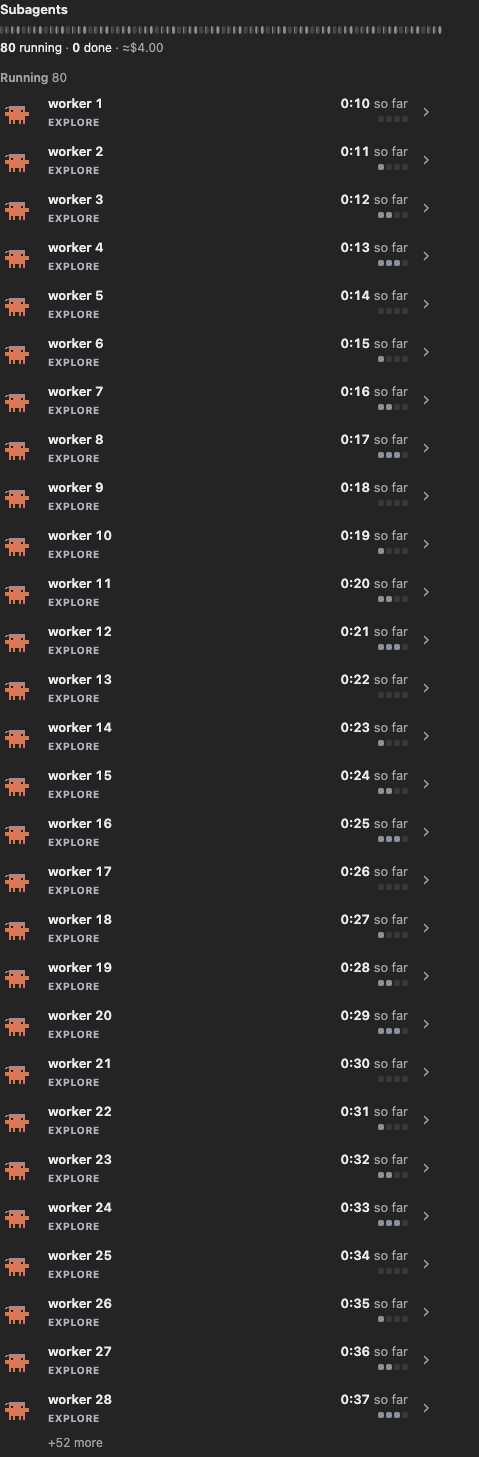 Subagents
80 running · 0 done · ≈$4.00
Running 80
worker 1 0:10 so far
EXPLORE
worker 2 0:11 so far
EXPLORE
worker 3 0:12 so far
EXPLORE
worker 4 0:13 so far
EXPLORE
worker 5 0:14 so far
EXPLORE
worker 6 0:15 so far
EXPLORE
worker 7 0:16 so far
EXPLORE
worker 8 0:17 so far
EXPLORE
worker 9 0:18 so far
EXPLORE
worker 10 0:19 so far
EXPLORE
worker 11 0:20 so far
EXPLORE
worker 12 0:21 so far
EXPLORE
worker 13 0:22 so far
EXPLORE
worker 14 0:23 so far
EXPLORE
worker 15 0:24 so far
EXPLORE
worker 16 0:25 so far
EXPLORE
worker 17 0:26 so far
EXPLORE
worker 18 0:27 so far
EXPLORE
worker 19 0:28 so far
EXPLORE
worker 20 0:29 so far
EXPLORE
worker 21 0:30 so far
EXPLORE
worker 22 0:31 so far
EXPLORE
worker 23 0:32 so far
EXPLORE
worker 24 0:33 so far
EXPLORE
worker 25 0:34 so far
EXPLORE
worker 26 0:35 so far
EXPLORE
worker 27 0:36 so far
EXPLORE
worker 28 0:37 so far
EXPLORE
+52 more